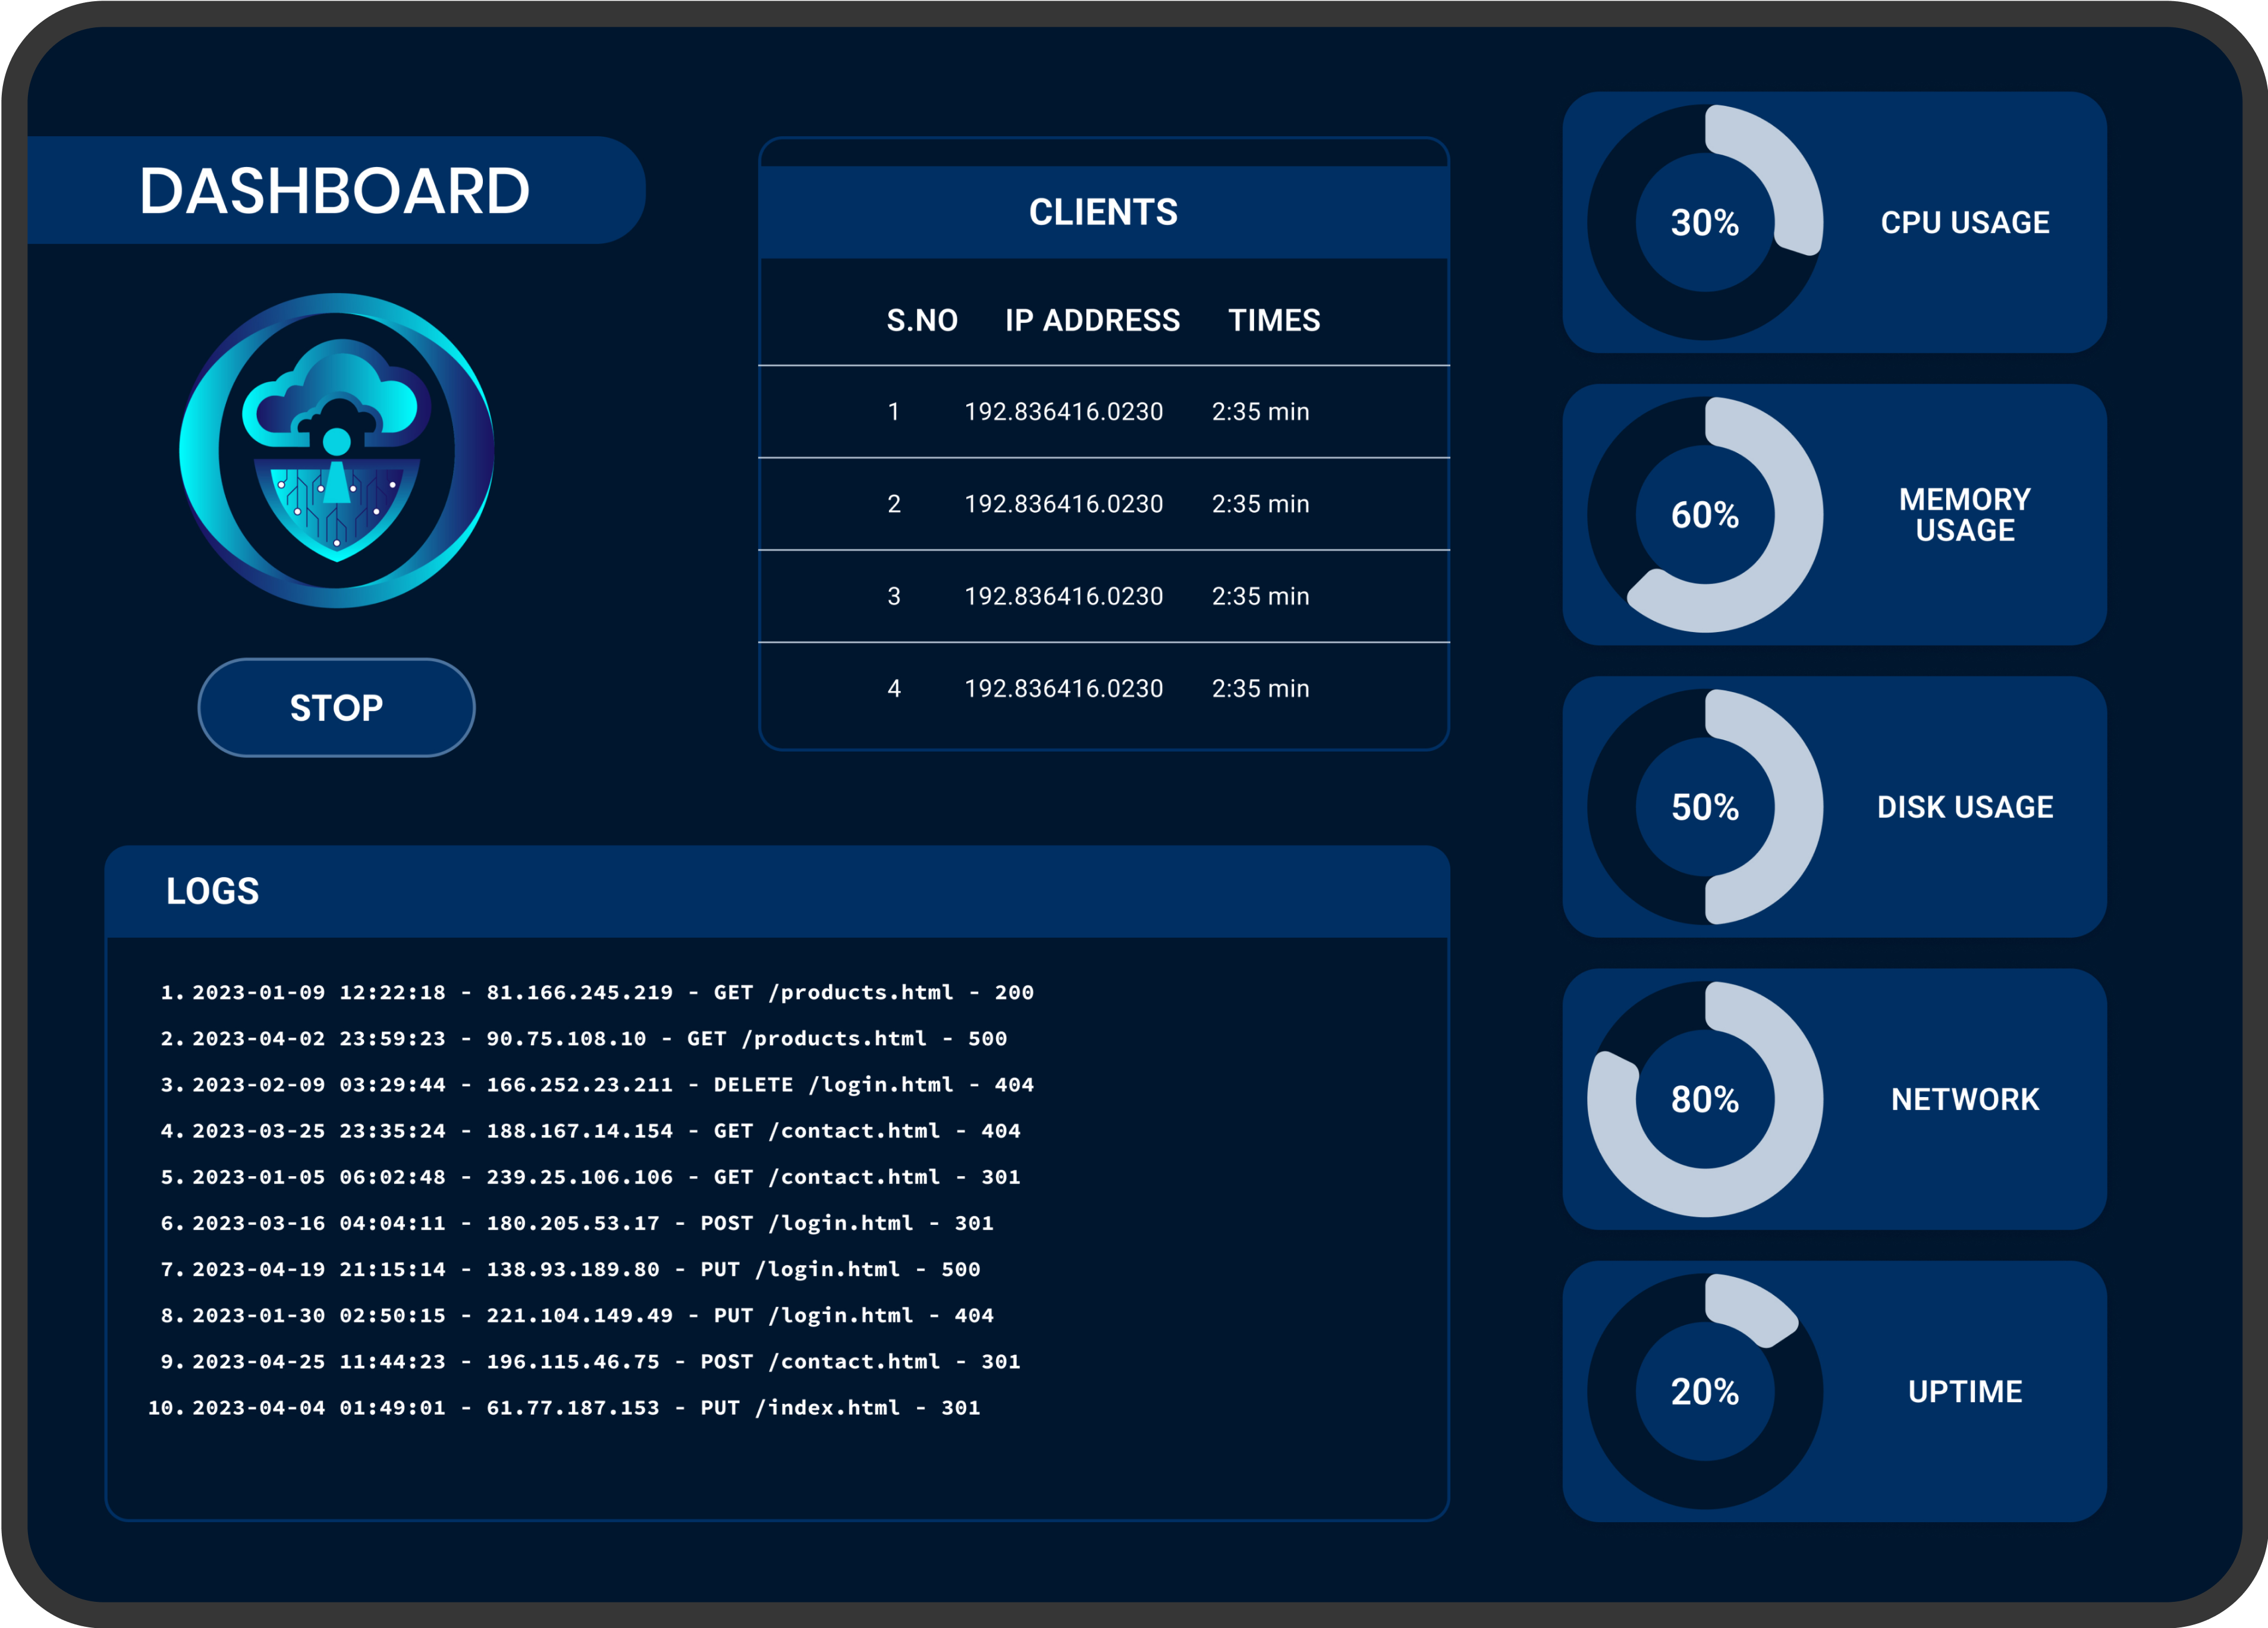 DASHBOARD
STOP
CLIENTS
S.NO IP ADDRESS TIMES
1 192.836416.0230 2:35 min
2 192.836416.0230 2:35 min
3 192.836416.0230 2:35 min
4 192.836416.0230 2:35 min
LOGS
1. 2023-01-09 12:22:18 - 81.166.245.219 - GET /products.html - 200
2. 2023-04-02 23:59:23 - 90.75.108.10 - GET /products.html - 500
3. 2023-02-09 03:29:44 - 166.252.23.211 - DELETE /login.html - 404
4. 2023-03-25 23:35:24 - 188.167.14.154 - GET /contact.html - 404
5. 2023-01-05 06:02:48 - 239.25.106.106 - GET /contact.html - 301
6. 2023-03-16 04:04:11 - 180.205.53.17 - POST /login.html - 301
7. 2023-04-19 21:15:14 - 138.93.189.80 - PUT /login.html - 500
8. 2023-01-30 02:50:15 - 221.104.149.49 - PUT /login.html - 404
9. 2023-04-25 11:44:23 - 196.115.46.75 - POST /contact.html - 301
10. 2023-04-04 01:49:01 - 61.77.187.153 - PUT /index.html - 301
30% CPU USAGE
60% MEMORY
USAGE
50% DISK USAGE
80% NETWORK
20% UPTIME